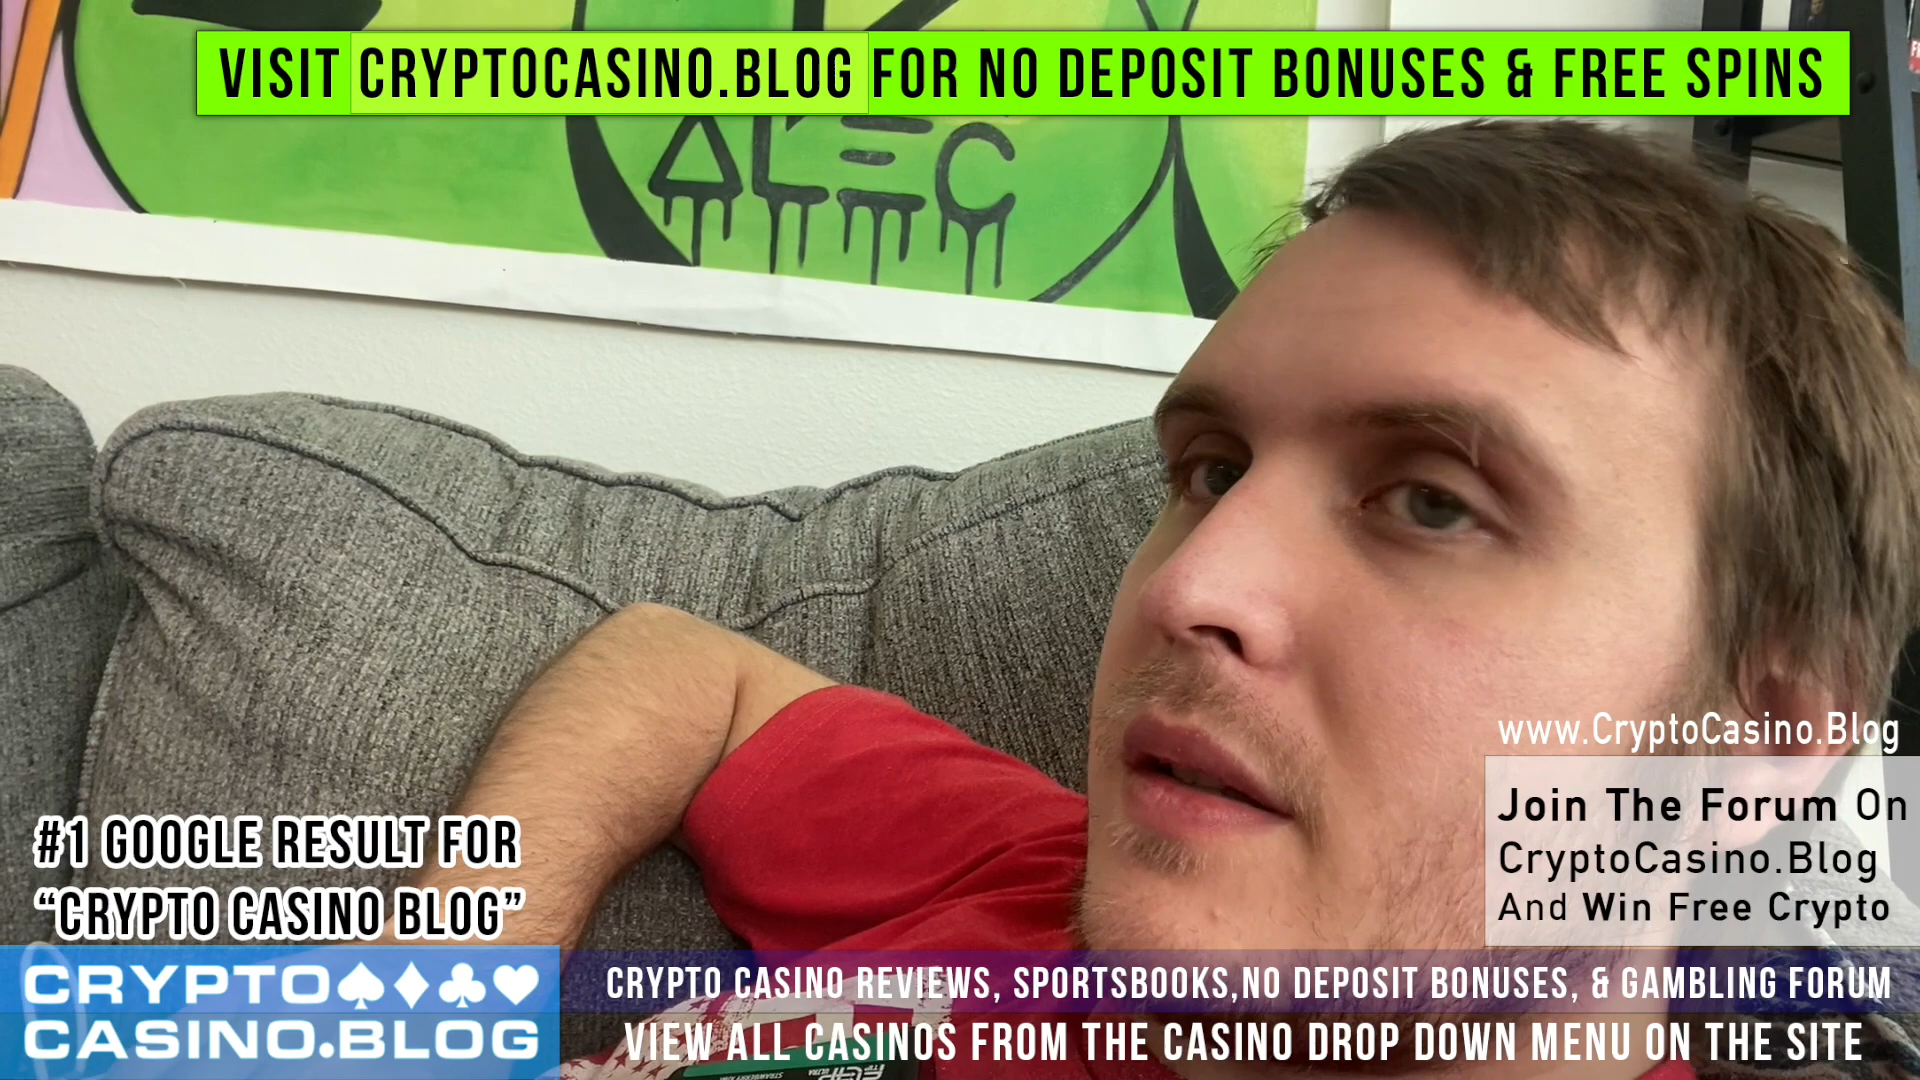 VISIT CRYPTOCASINO.BLOG FOR NO DEPOSIT BONUSES & FREE SPINS
ALEC
www.CryptoCasino.Blog
Join The Forum On
CryptoCasino.Blog
And Win Free Crypto
#1 GOOGLE RESULT FOR
“CRYPTO CASINO BLOG”
CRYPTO♠♦♣♥
CASINO.BLOG
CRYPTO CASINO REVIEWS, SPORTSBOOKS,NO DEPOSIT BONUSES, & GAMBLING FORUM
VIEW ALL CASINOS FROM THE CASINO DROP DOWN MENU ON THE SITE
ULTRA